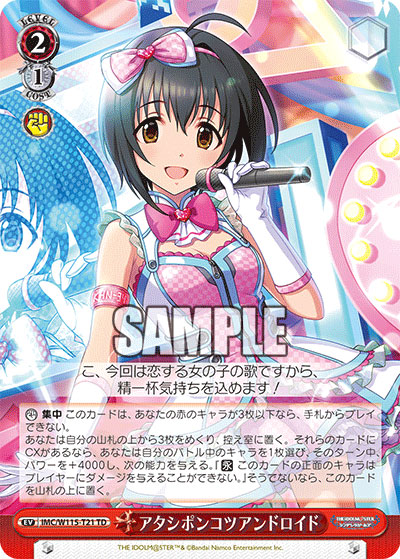 LEVEL
2
1
COST
KHN-31
SAMPLE
こ、今回は恋する女の子の歌ですから、
精一杯気持ちを込めます！
集中 このカードは、あなたの赤のキャラが3枚以下なら、手札からプレイ
できない。
あなたは自分の山札の上から3枚をめくり、控え室に置く。それらのカードに
CXがあるなら、あなたは自分のバトル中のキャラを1枚選び、そのターン中、
パワーを＋4000し、次の能力を与える。『永 このカードの正面のキャラは
プレイヤーにダメージを与えることができない。』そうでないなら、このカード
を山札の上に置く。
EV IMC/W115-T21 TD アタシポンコツアンドロイド
THE IDOLM@STER
THE IDOLM@STER™& ©Bandai Namco Entertainment Inc.